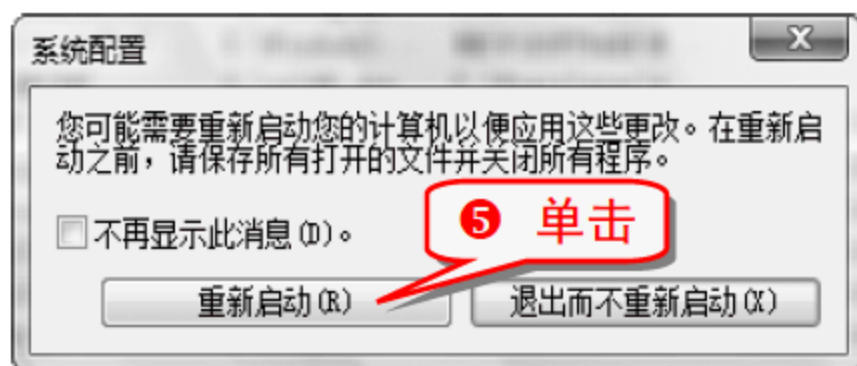 系统配置
您可能需要重新启动您的计算机以便应用这些更改。在重新启
动之前，请保存所有打开的文件并关闭所有程序。
不再显示此消息(D)。
❺ 单击
重新启动(R)
退出而不重新启动(X)